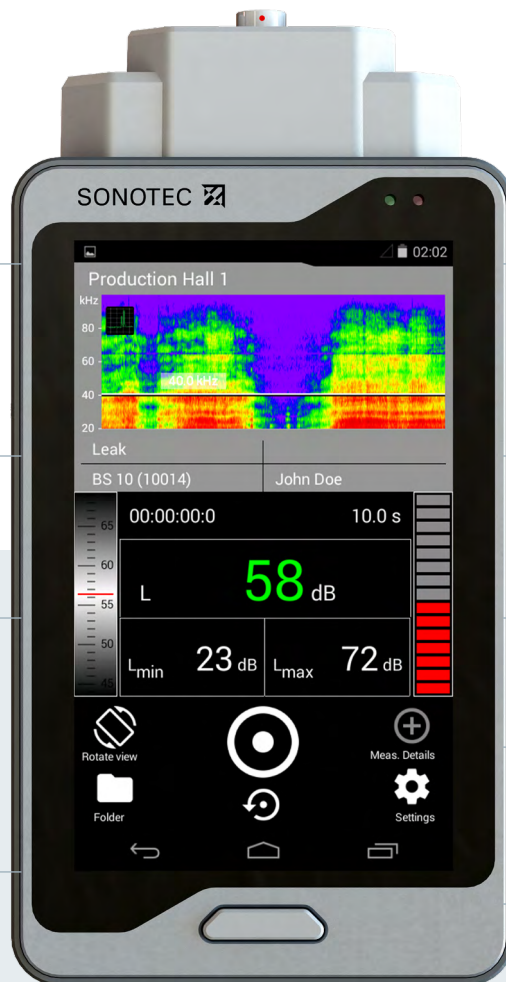 SONOTEC
02:02
Production Hall 1
kHz
80
60
40.0 kHz
40
20
Leak
BS 10 (10014) John Doe
00:00:00:0 10.0 s
65
60
55
50
45
L 58 dB
Lmin 23 dB Lmax 72 dB
Rotate view Meas. Details
Folder Settings